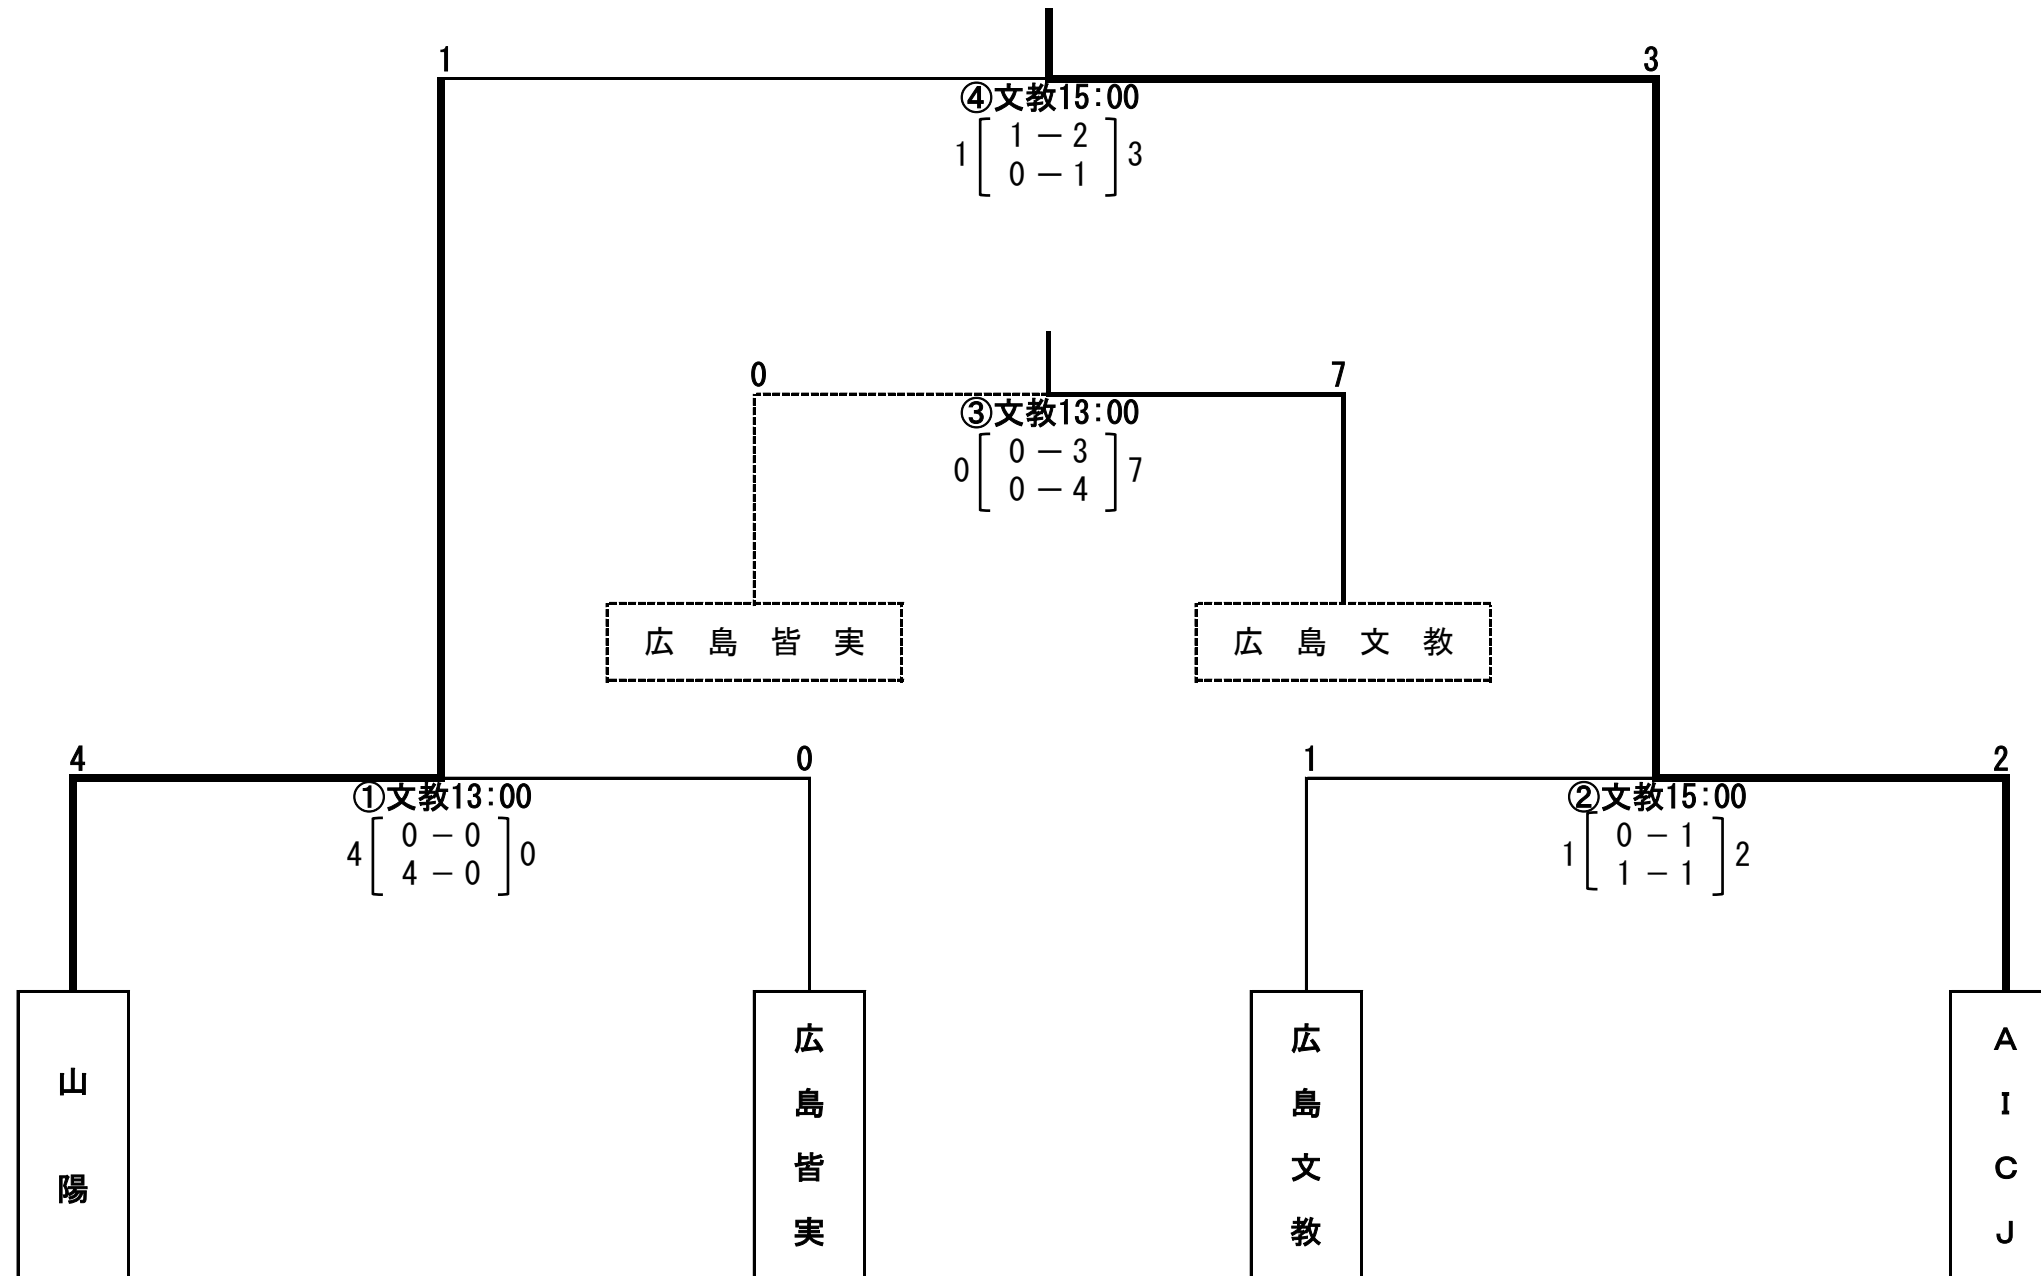 1
3
④文教15:00
1 1 － 2 3
0 － 1
0
7
③文教13:00
0 0 － 3 7
0 － 4
広島皆実
広島文教
4
0
1
2
①文教13:00
4 0 － 0 0
4 － 0
②文教15:00
1 0 － 1 2
1 － 1
山陽
広島皆実
広島文教
ＡＩＣＪ